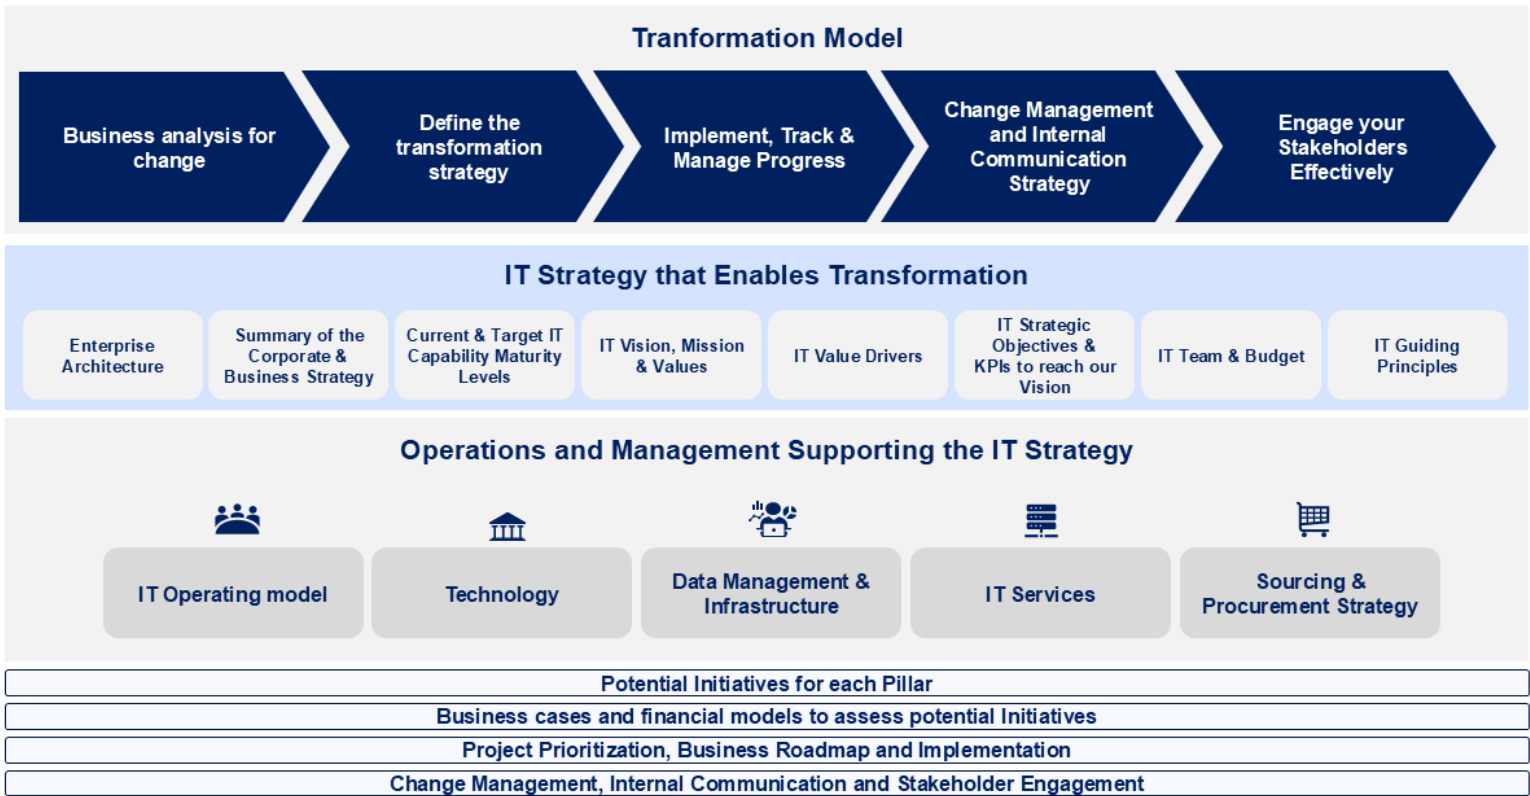 Tranformation Model
Business analysis for
change
Define the
transformation
strategy
Implement, Track &
Manage Progress
Change Management
and Internal
Communication
Strategy
Engage your
Stakeholders
Effectively
IT Strategy that Enables Transformation
Enterprise
Architecture
Summary of the
Corporate &
Business Strategy
Current & Target IT
Capability Maturity
Levels
IT Vision, Mission
& Values
IT Value Drivers
IT Strategic
Objectives &
KPIs to reach our
Vision
IT Team & Budget
IT Guiding
Principles
Operations and Management Supporting the IT Strategy
IT Operating model
Technology
Data Management &
Infrastructure
IT Services
Sourcing &
Procurement Strategy
Potential Initiatives for each Pillar
Business cases and financial models to assess potential Initiatives
Project Prioritization, Business Roadmap and Implementation
Change Management, Internal Communication and Stakeholder Engagement